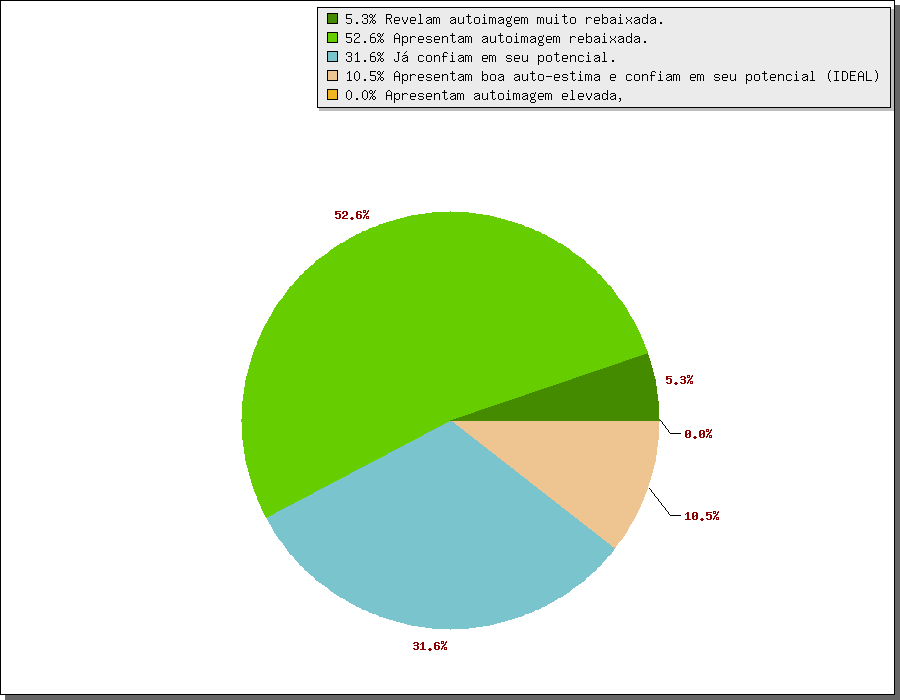 5.3% Revelam autoimagem muito rebaixada.
52.6% Apresentam autoimagem rebaixada.
31.6% Já confiam em seu potencial.
10.5% Apresentam boa auto-estima e confiam em seu potencial (IDEAL)
0.0% Apresentam autoimagem elevada,
52.6%
5.3%
0.0%
10.5%
31.6%